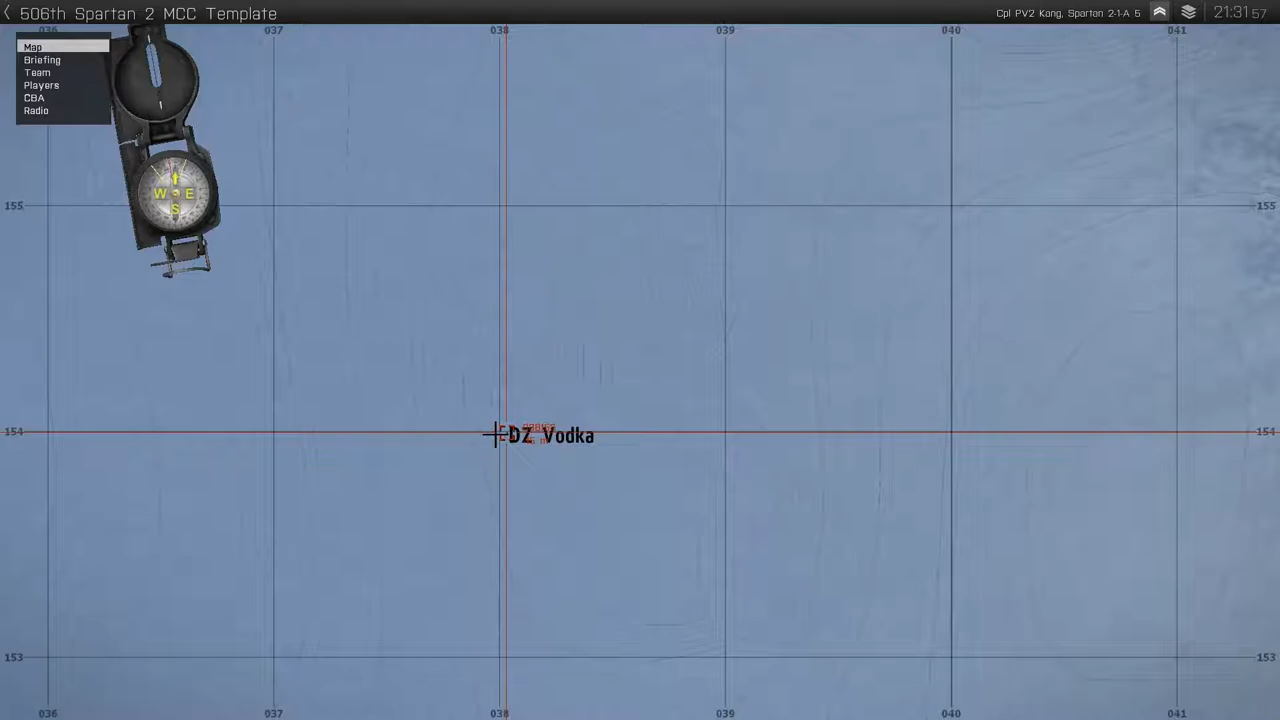 506th Spartan 2 MCC Template
Cpl PV2 Kang, Spartan 2-1-A 5
21:31 57
036 037 038 039 040 041
Map
Briefing
Team
Players
CBA
Radio
W E
S
155 155
154 154
DZ Vodka
153 153
036 037 038 039 040 041